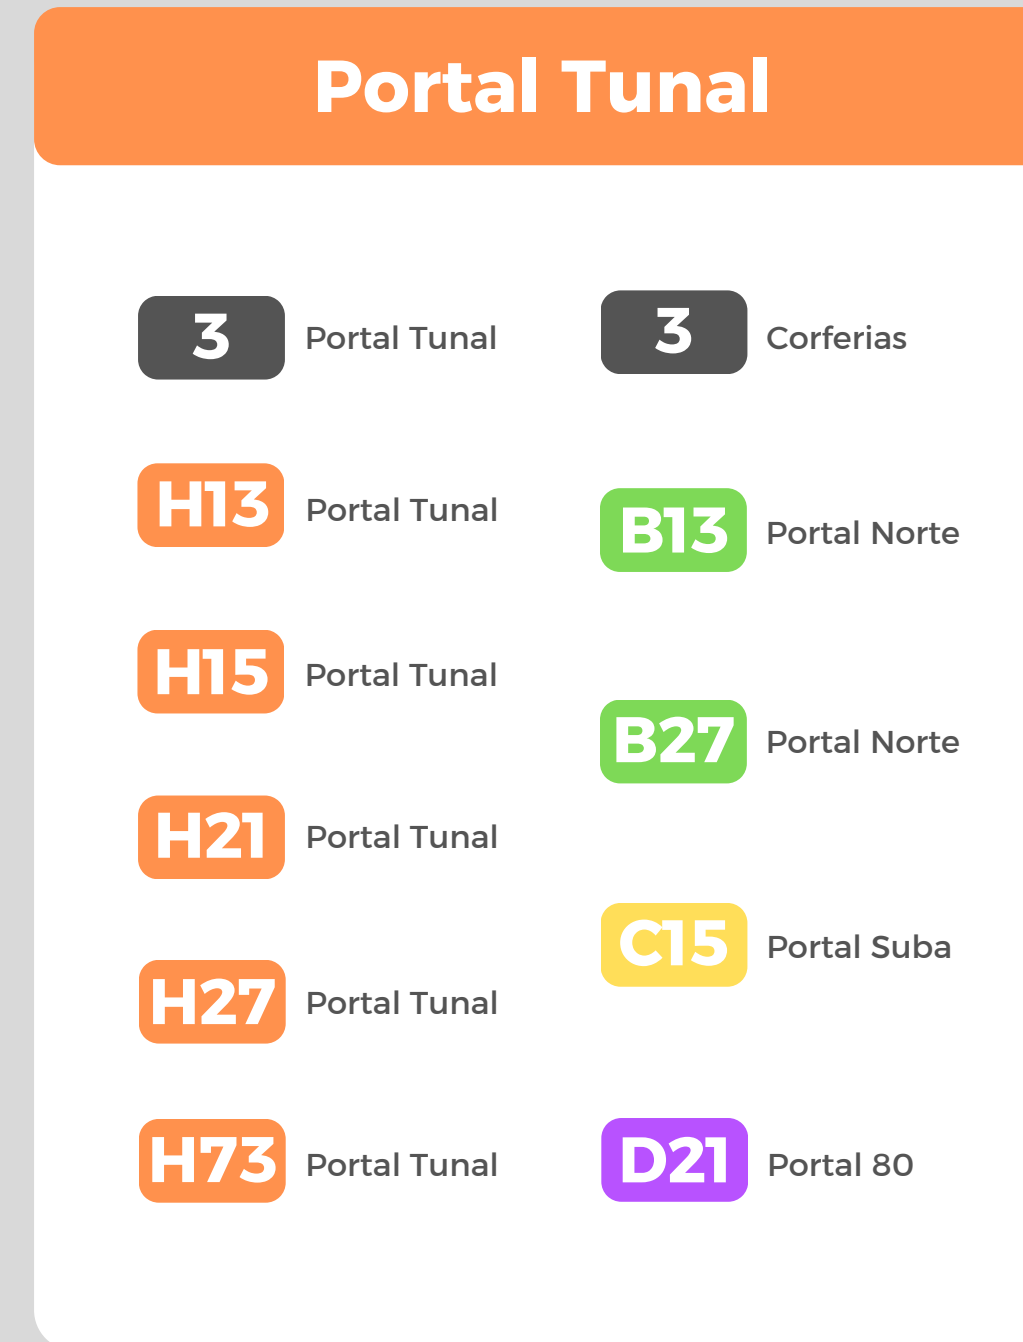 Portal Tunal
3 Portal Tunal
H13 Portal Tunal
H15 Portal Tunal
H21 Portal Tunal
H27 Portal Tunal
H73 Portal Tunal
3 Corferias
B13 Portal Norte
B27 Portal Norte
C15 Portal Suba
D21 Portal 80